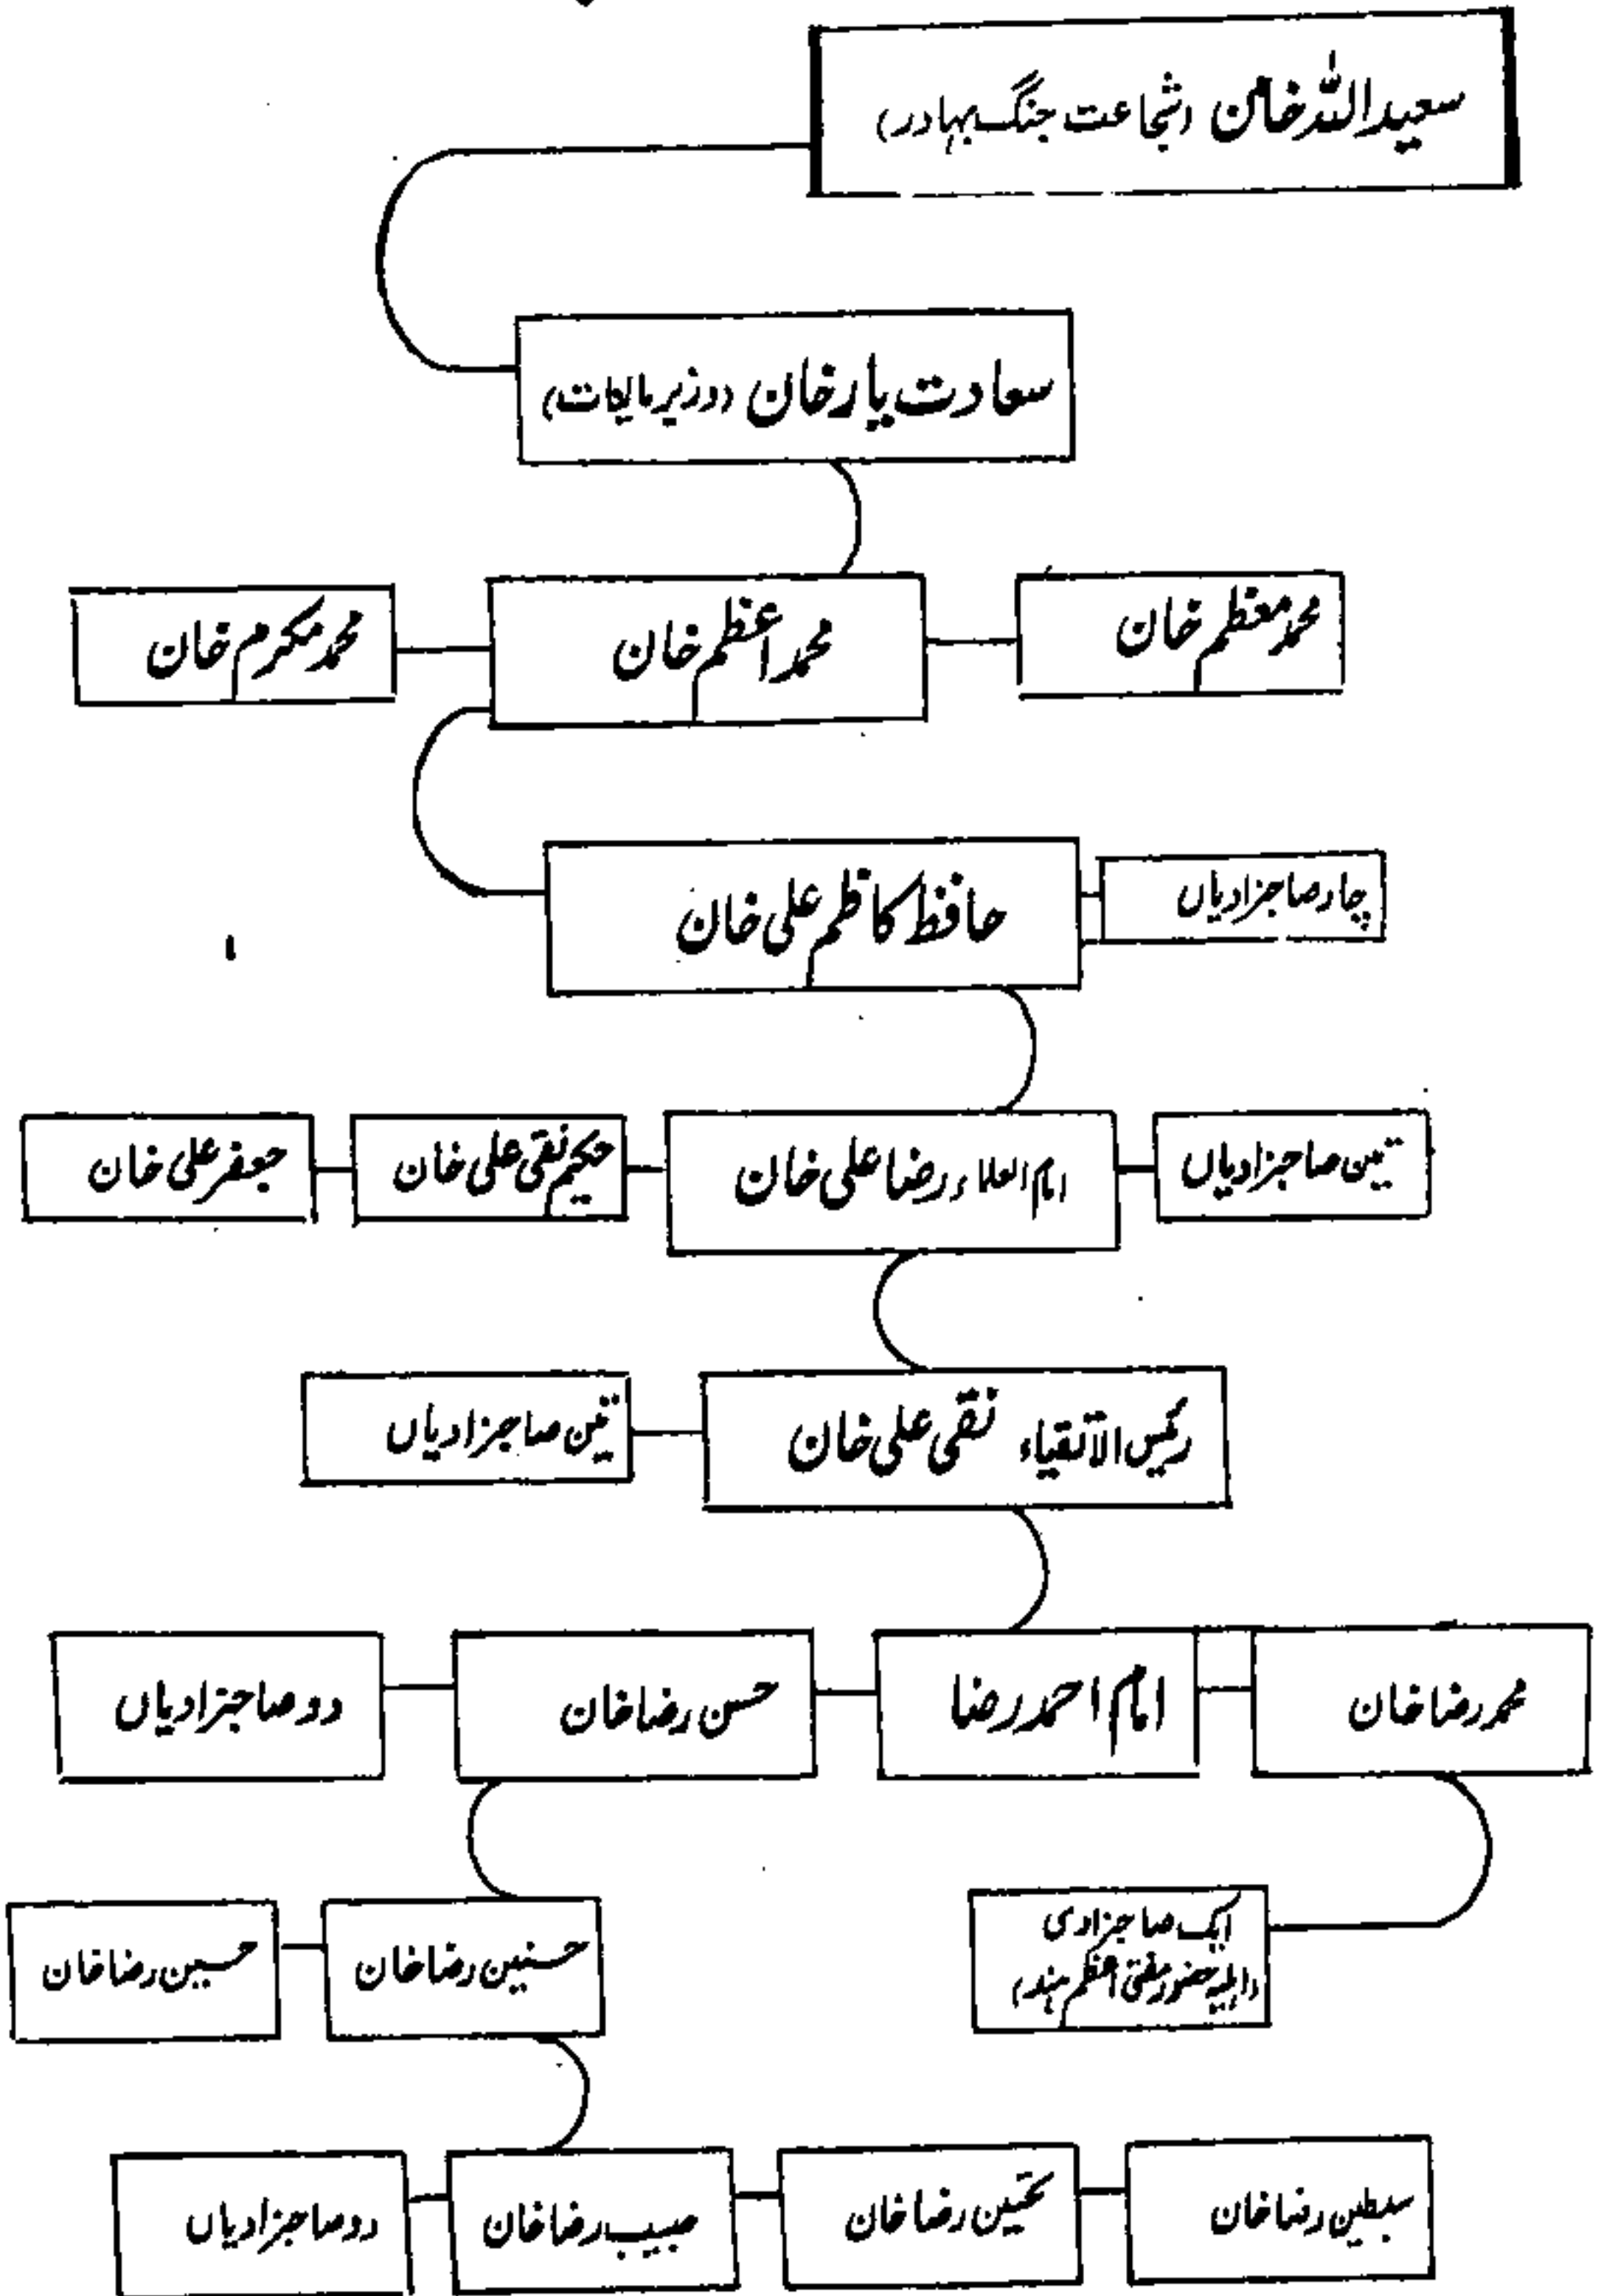 سعید اللہ خان (شجاعت جنگ بہادر)
سعادت یار خان (وزیر مالیات)
محمد معظم خان
محمد اعظم خان
محمد مکرم خان
چار صاحبزادیاں
حافظ کاظم علی خان
تین صاحبزادیاں
امام العلماء رضا علی خان
حکیم نقی علی خان
جعفر علی خان
رئیس الاتقیاء نقی علی خان
تین صاحبزادیاں
محمد رضا خان
امام احمد رضا
حسن رضا خان
دو صاحبزادیاں
ایک صاحبزادی
(اہلیہ حضور مفتی اعظم ہند)
حسنین رضا خان
حسین رضا خان
سبطین رضا خان
تحسین رضا خان
حبیب رضا خان
دو صاحبزادیاں